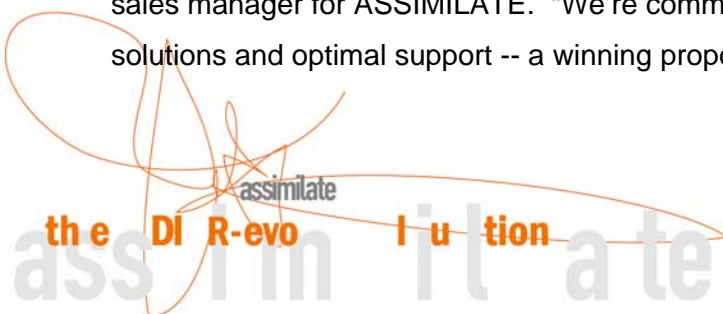 sales manager for ASSIMILATE. "We're comm
solutions and optimal support -- a winning propo
assimilate
th e DI R-evo l u tion
ass i m i l a te